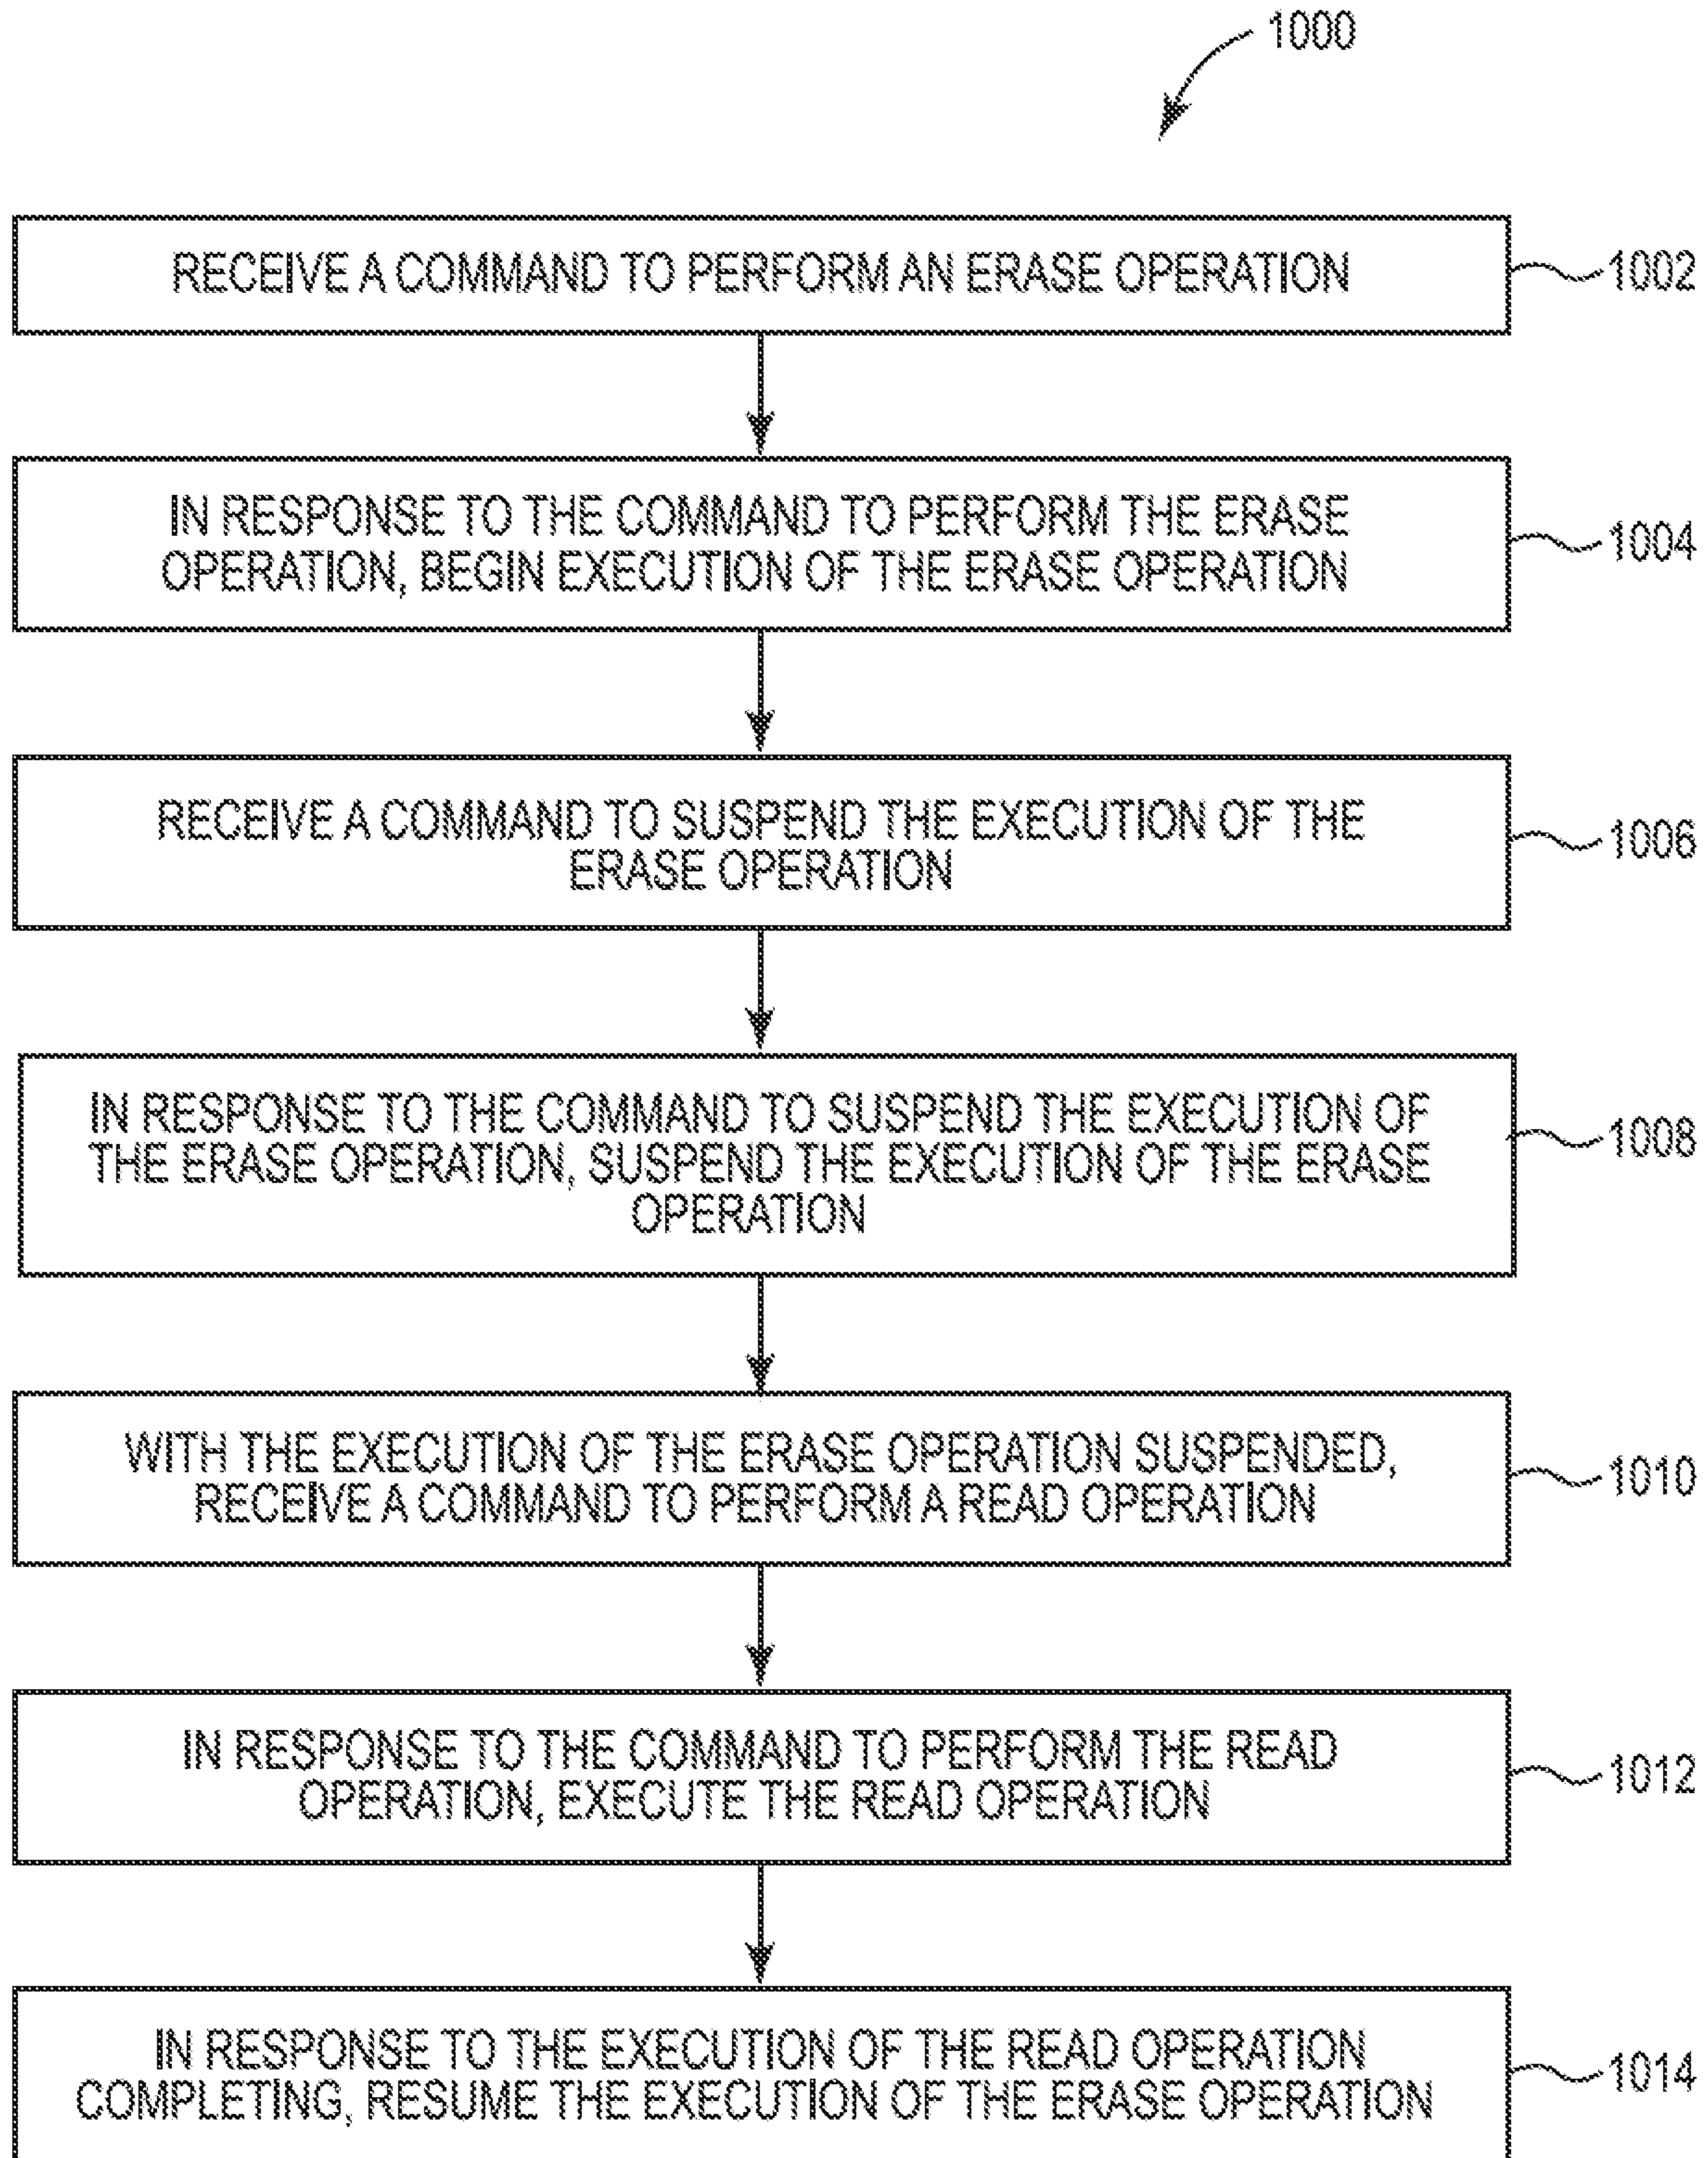 1000
RECEIVE A COMMAND TO PERFORM AN ERASE OPERATION
1002
IN RESPONSE TO THE COMMAND TO PERFORM THE ERASE
OPERATION, BEGIN EXECUTION OF THE ERASE OPERATION
1004
RECEIVE A COMMAND TO SUSPEND THE EXECUTION OF THE
ERASE OPERATION
1006
IN RESPONSE TO THE COMMAND TO SUSPEND THE EXECUTION OF
THE ERASE OPERATION, SUSPEND THE EXECUTION OF THE ERASE
OPERATION
1008
WITH THE EXECUTION OF THE ERASE OPERATION SUSPENDED,
RECEIVE A COMMAND TO PERFORM A READ OPERATION
1010
IN RESPONSE TO THE COMMAND TO PERFORM THE READ
OPERATION, EXECUTE THE READ OPERATION
1012
IN RESPONSE TO THE EXECUTION OF THE READ OPERATION
COMPLETING, RESUME THE EXECUTION OF THE ERASE OPERATION
1014